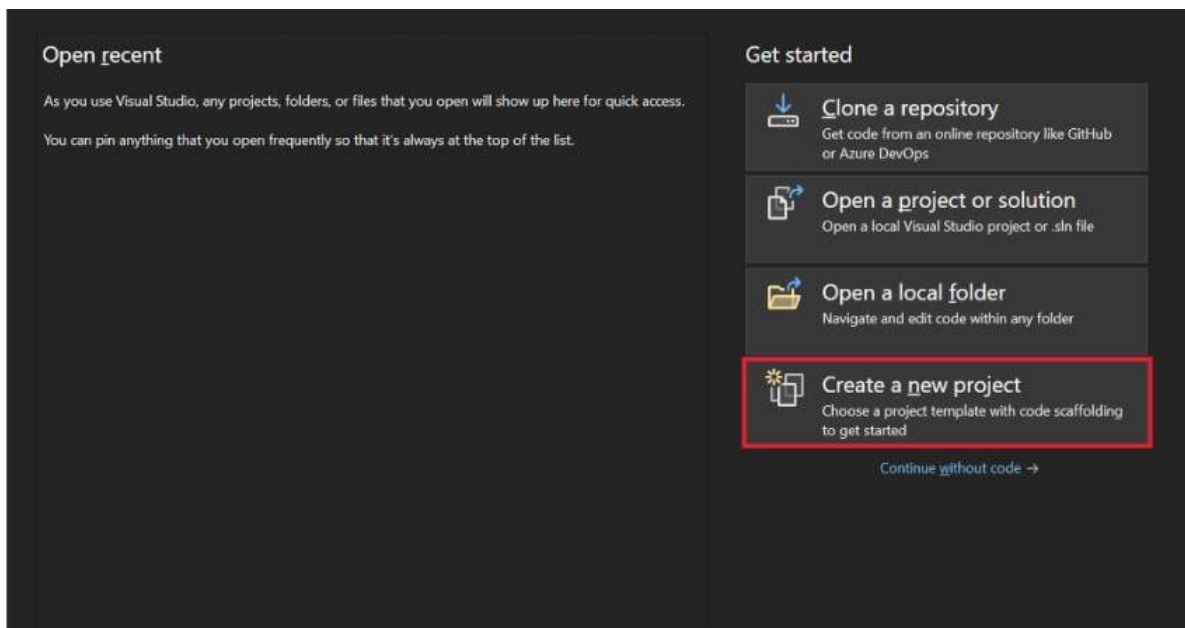 Open recent
As you use Visual Studio, any projects, folders, or files that you open will show up here for quick access.
You can pin anything that you open frequently so that it's always at the top of the list.
Get started
Clone a repository
Get code from an online repository like GitHub
or Azure DevOps
Open a project or solution
Open a local Visual Studio project or .sln file
Open a local folder
Navigate and edit code within any folder
Create a new project
Choose a project template with code scaffolding
to get started
Continue without code →